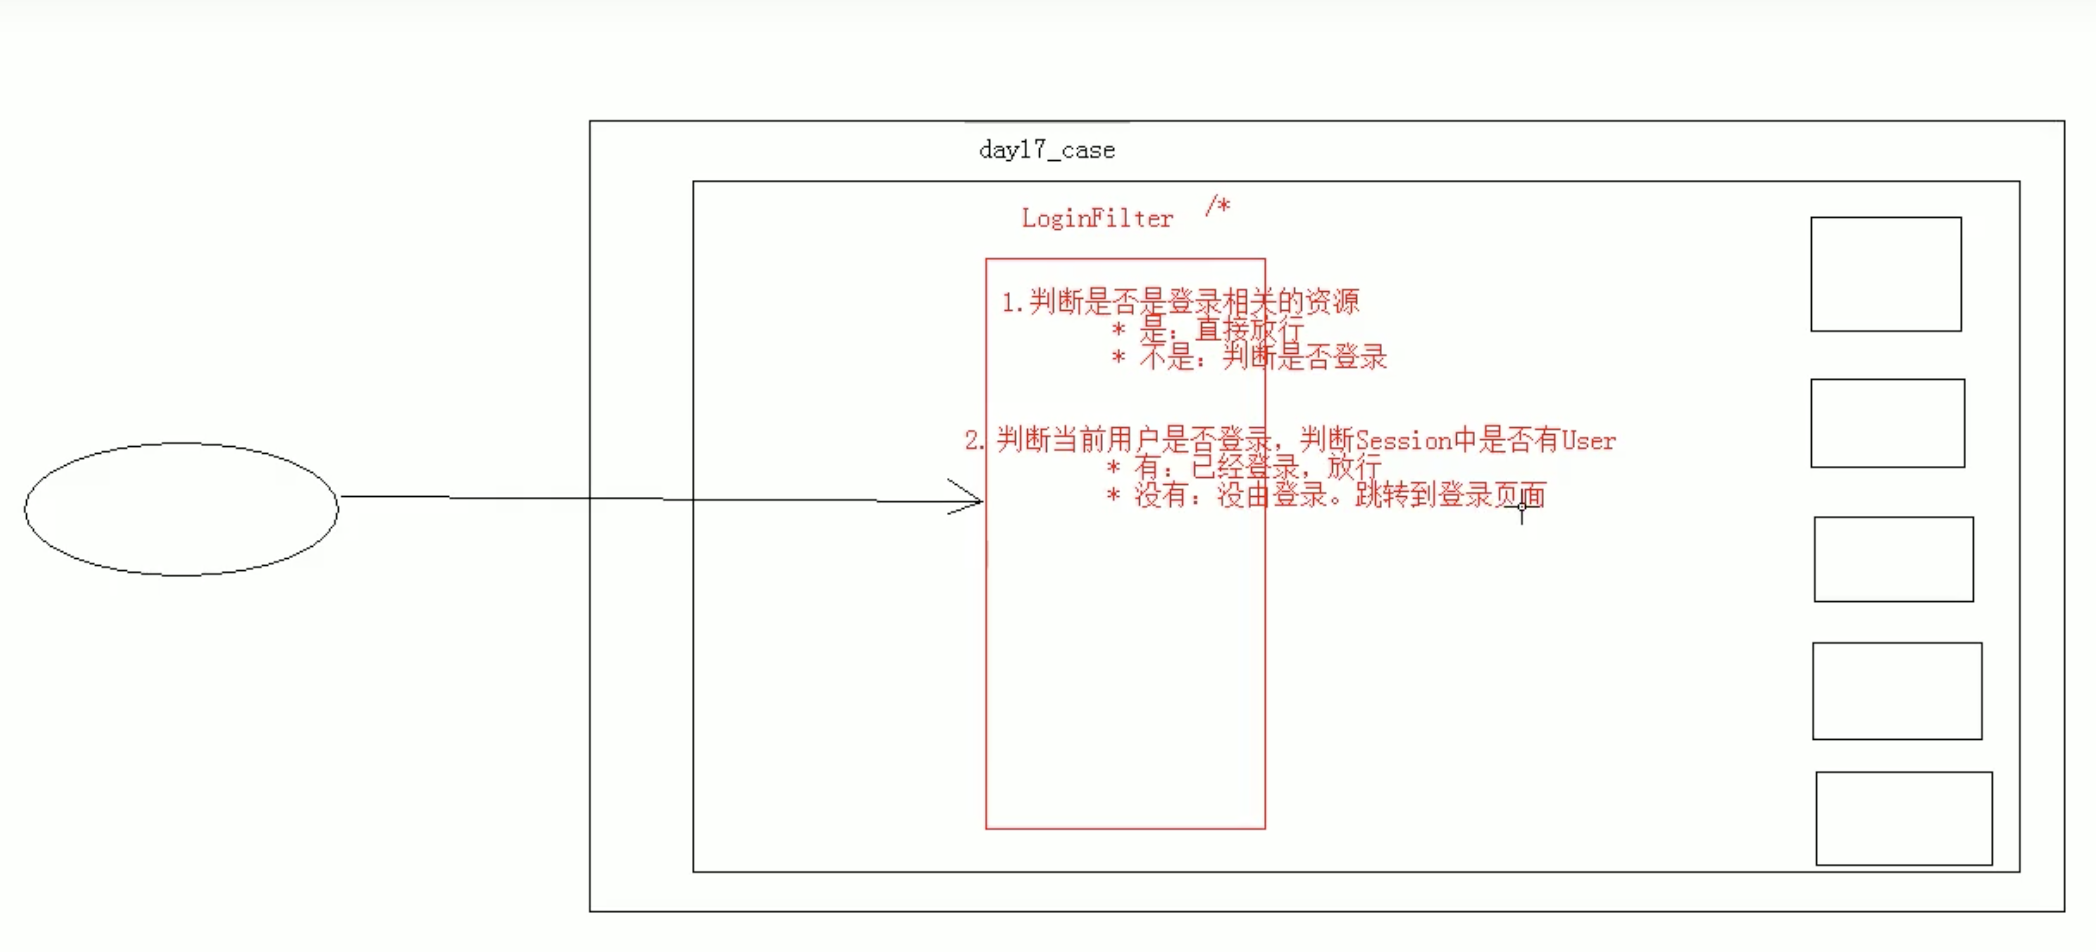 day17_case
LoginFilter /*
1.判断是否是登录相关的资源
* 是：直接放行
* 不是：判断是否登录
2. 判断当前用户是否登录，判断Session中是否有User
* 有：已经登录，放行
* 没有：没由登录。跳转到登录页面